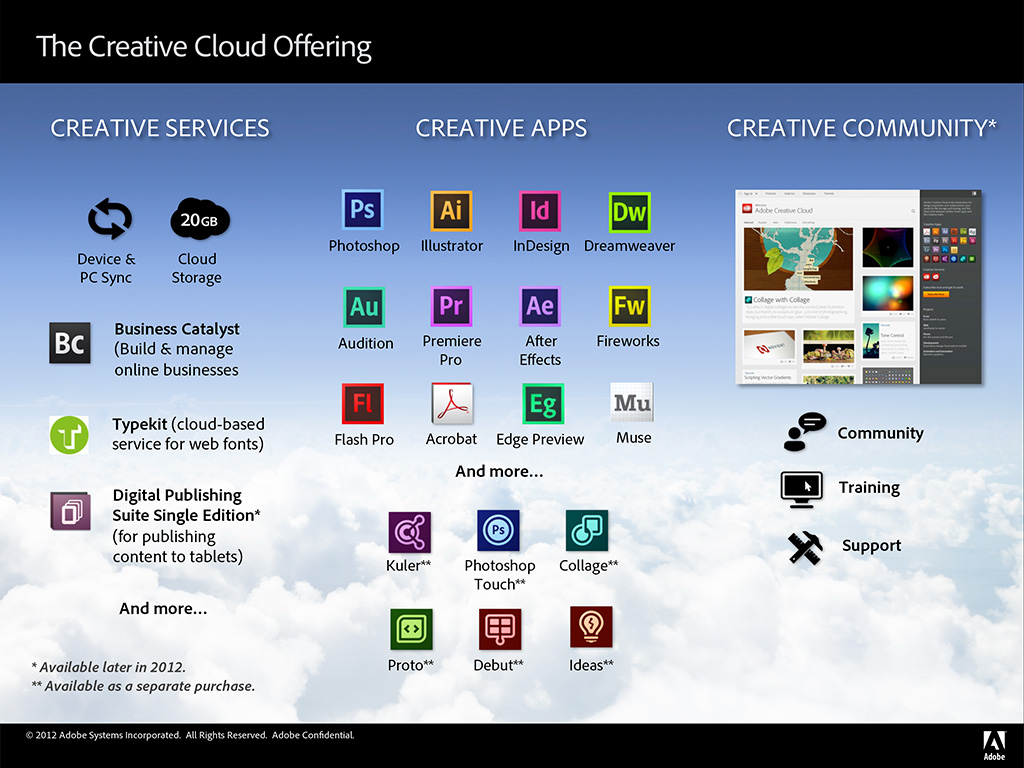 The Creative Cloud Offering
CREATIVE SERVICES
Device &
PC Sync
20GB
Cloud
Storage
Bc
Business Catalyst
(Build & manage
online businesses
Typekit (cloud-based
service for web fonts)
Digital Publishing
Suite Single Edition*
(for publishing
content to tablets)
And more...
* Available later in 2012.
** Available as a separate purchase.
CREATIVE APPS
Ps
Ai
Id
Dw
Photoshop
Illustrator
InDesign
Dreamweaver
Au
Pr
Ae
Fw
Audition
Premiere
Pro
After
Effects
Fireworks
Fl
Eg
Mu
Flash Pro
Acrobat
Edge Preview
Muse
And more...
Ps
Kuler**
Photoshop
Touch**
Collage**
Proto**
Debut**
Ideas**
CREATIVE COMMUNITY*
Adobe Creative Cloud
Collage with Collage
Scripting Vector Gradients
Tone Control
Community
Training
Support
© 2012 Adobe Systems Incorporated. All Rights Reserved. Adobe Confidential.
Adobe